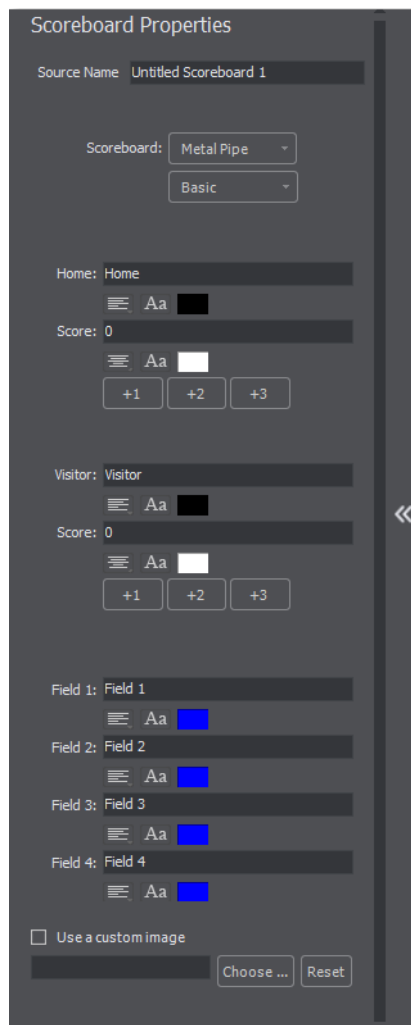 Scoreboard Properties
Source Name Untitled Scoreboard 1
Scoreboard: Metal Pipe
Basic
Home: Home
Aa
Score: 0
Aa
+1 +2 +3
Visitor: Visitor
Aa
Score: 0
Aa
+1 +2 +3
Field 1: Field 1
Aa
Field 2: Field 2
Aa
Field 3: Field 3
Aa
Field 4: Field 4
Aa
Use a custom image
Choose ... Reset